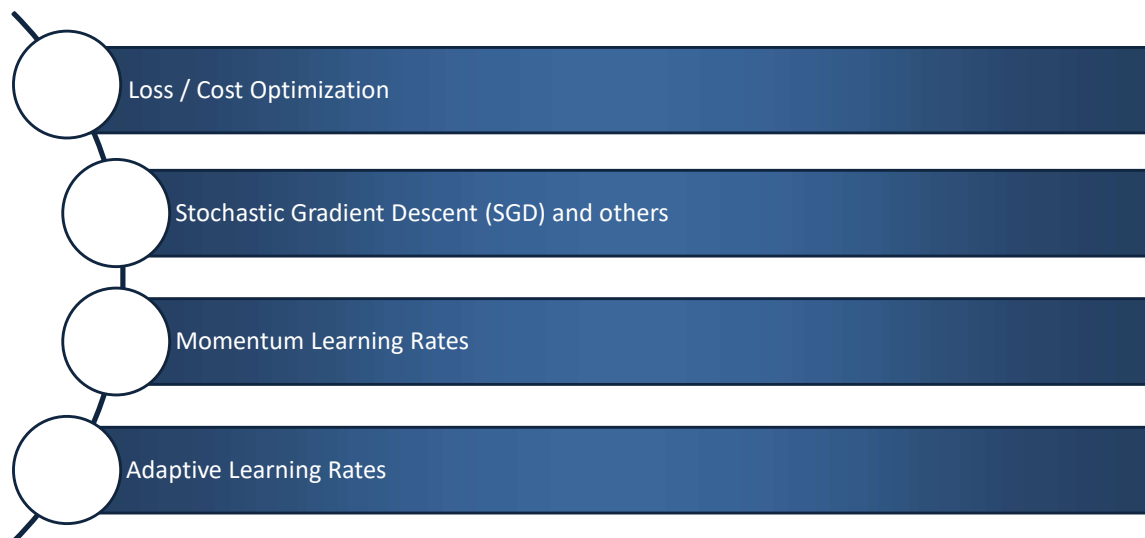 Loss / Cost Optimization
Stochastic Gradient Descent (SGD) and others
Momentum Learning Rates
Adaptive Learning Rates